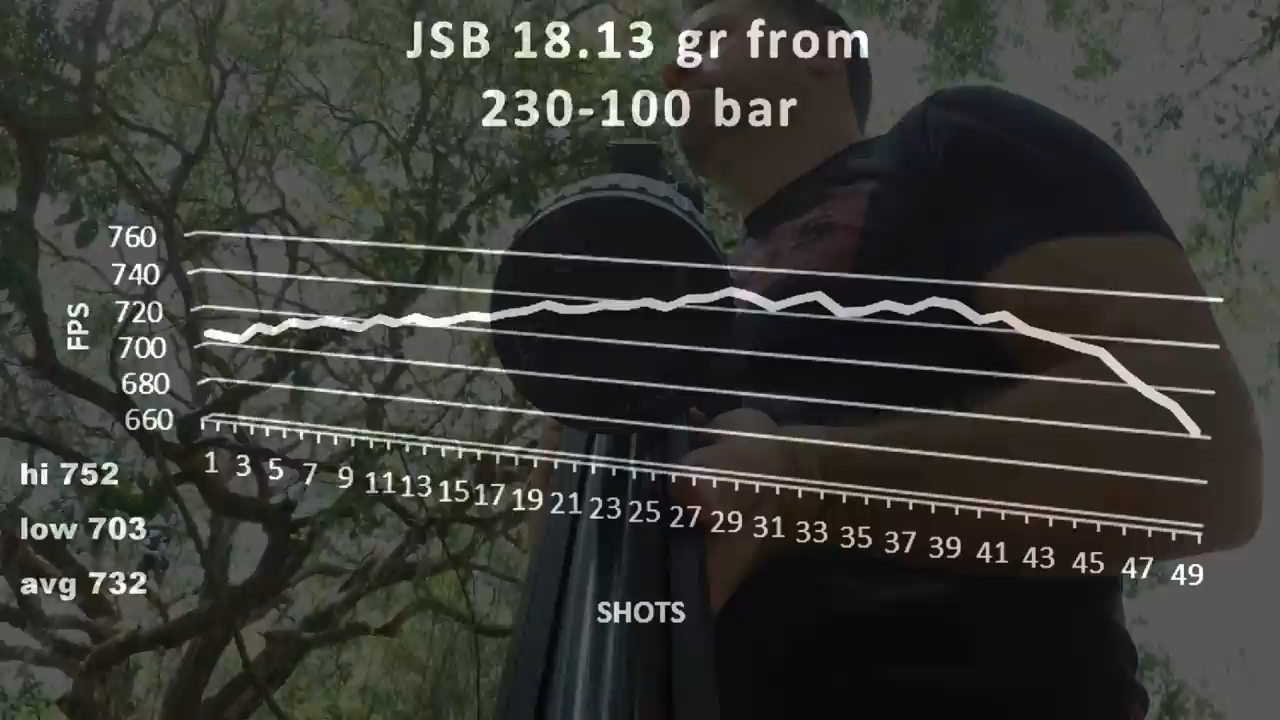 JSB 18.13 gr from
230-100 bar
760
740
720
700
680
660
FPS
1 3 5 7 9 11 13 15 17 19 21 23 25 27 29 31 33 35 37 39 41 43 45 47 49
SHOTS
hi 752
low 703
avg 732